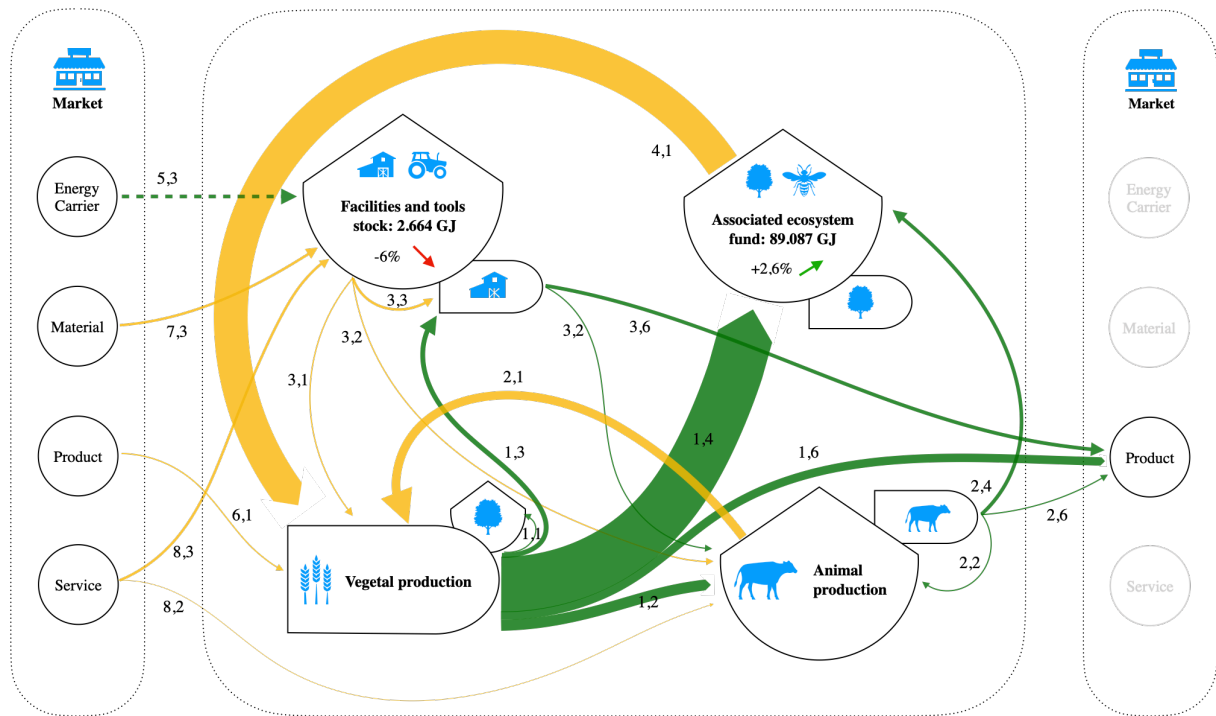 Market
Energy
Carrier
Material
Product
Service
5,3
7,3
6,1
8,3
8,2
Facilities and tools
stock: 2.664 GJ
-6%
3,3
3,2
3,1
4,1
Associated ecosystem
fund: 89.087 GJ
+2,6%
3,2
3,6
2,1
1,3
1,4
1,6
1,1
1,2
Vegetal production
Animal
production
2,4
2,6
2,2
Market
Energy
Carrier
Material
Product
Service